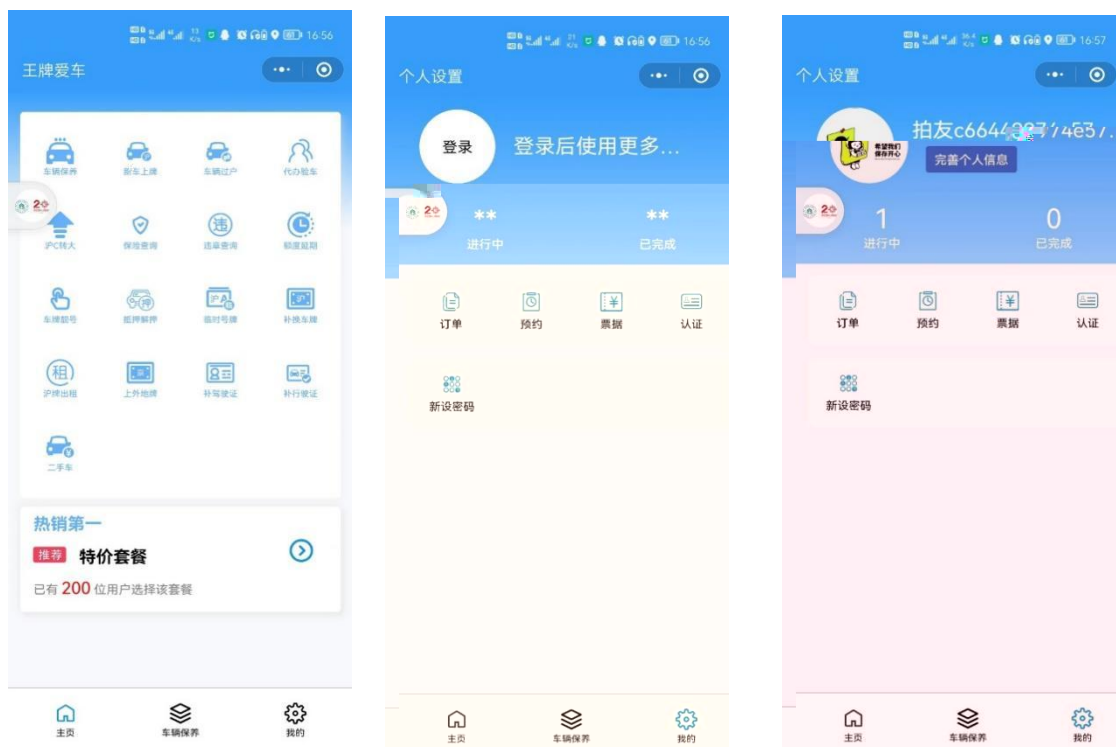 16:56
王牌爱车
车辆保养 新车上牌 车辆过户 代办验车
沪C转大 保险查询 违章查询 额度延期
车牌靓号 抵押解押 临时号牌 补换车牌
沪牌出租 上外地牌 补驾驶证 补行驶证
二手车
热销第一
推荐 特价套餐
已有 200 位用户选择该套餐
主页 车辆保养 我的
16:56
个人设置
登录 登录后使用更多...
** **
进行中 已完成
订单 预约 票据 认证
新设密码
主页 车辆保养 我的
16:57
个人设置
希望我们
保存开心
完善个人信息
1 0
进行中 已完成
订单 预约 票据 认证
新设密码
主页 车辆保养 我的